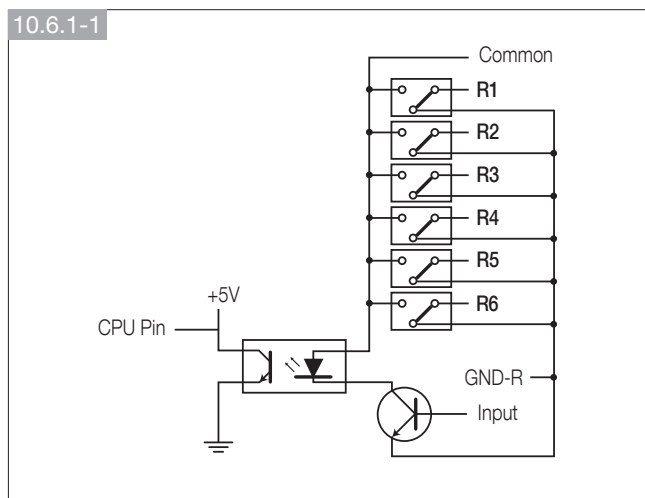 10.6.1-1
Common
R1
R2
R3
R4
R5
R6
+5V
CPU Pin
GND-R
Input